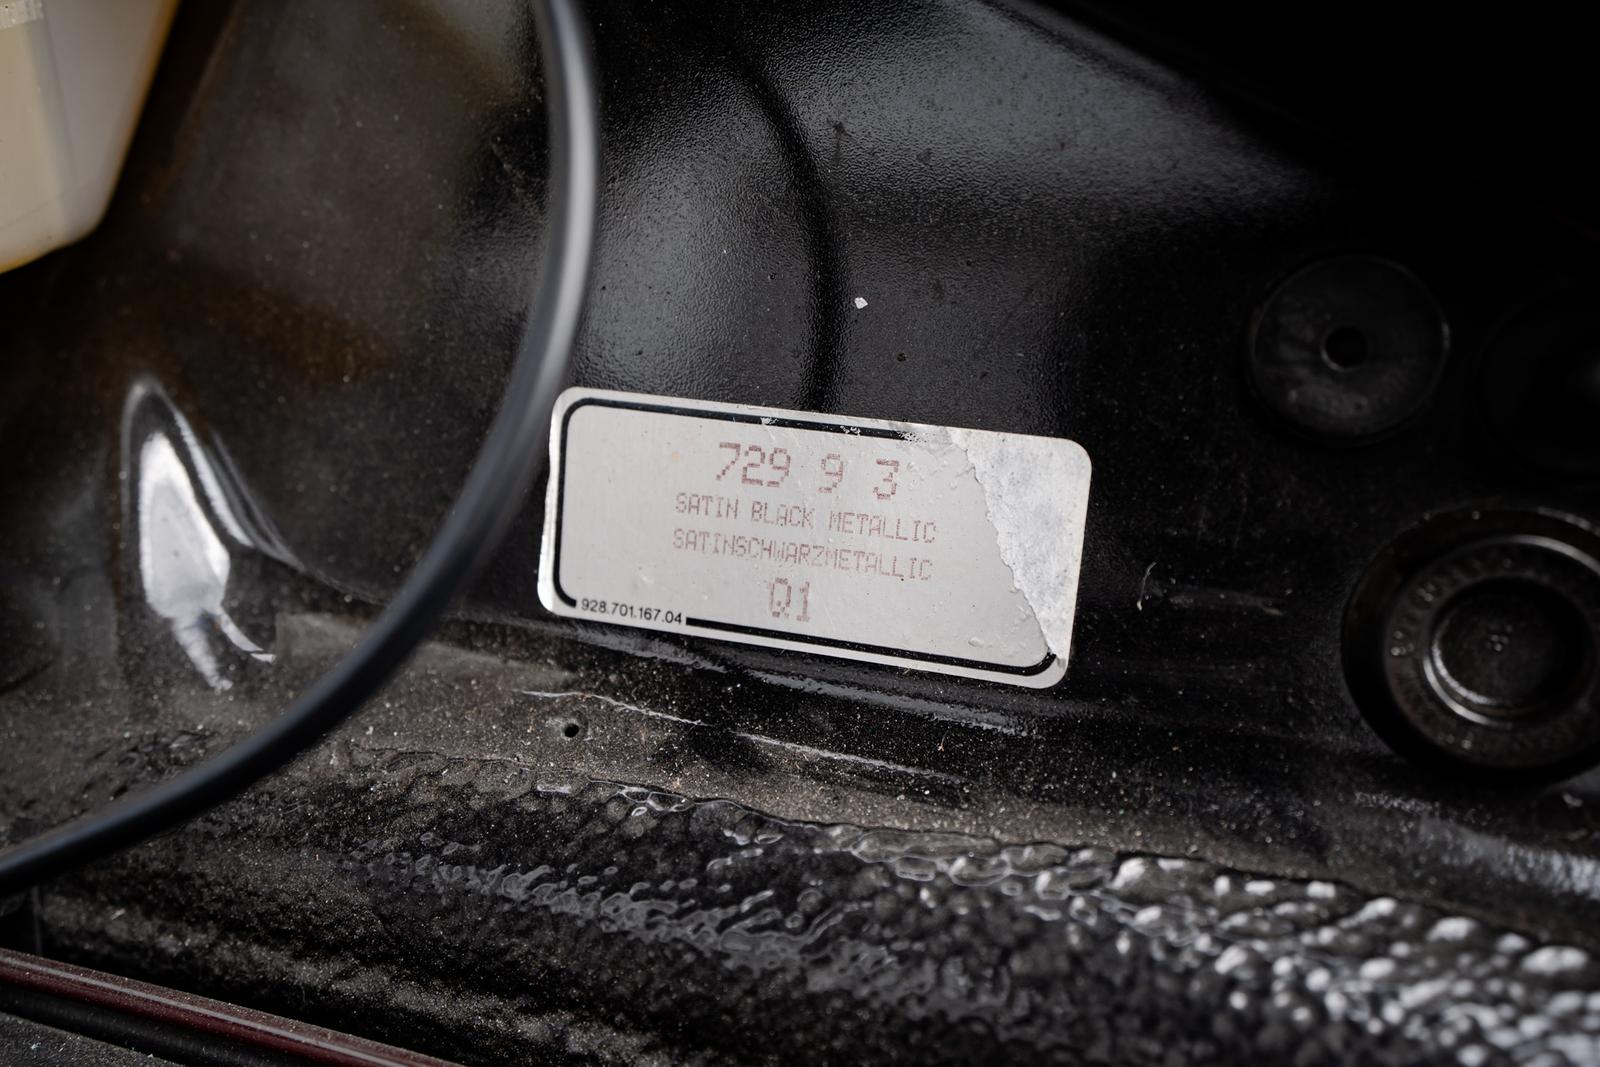 729 9 3
SATIN BLACK METALLIC
SATINSCHWARZMETALLIC
Q1
928.701.167.04